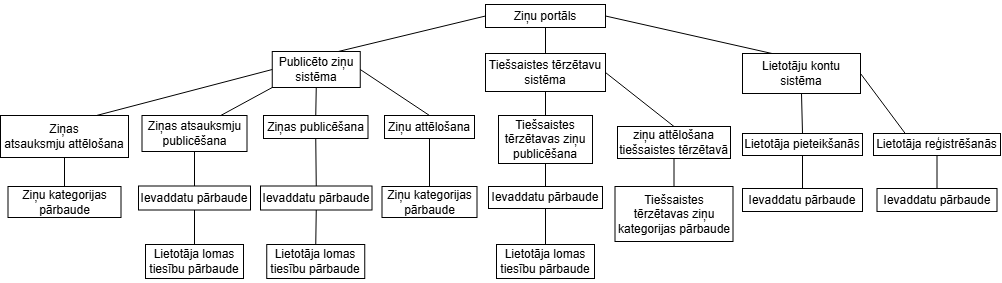 Ziņu portāls
Publicēto ziņu
sistēma
Tiešsaistes tērzētavu
sistēma
Lietotāju kontu
sistēma
Ziņas
atsauksmju attēlošana
Ziņas atsauksmju
publicēšana
Ziņas publicēšana
Ziņu attēlošana
Tiešsaistes
tērzētavas ziņu
publicēšana
ziņu attēlošana
tiešsaistes tērzētavā
Lietotāja pieteikšanās
Lietotāja reģistrēšanās
Ziņu kategorijas
pārbaude
Ievaddatu pārbaude
Ievaddatu pārbaude
Ziņu kategorijas
pārbaude
Ievaddatu pārbaude
Tiešsaistes
tērzētavas ziņu
kategorijas pārbaude
Ievaddatu pārbaude
Ievaddatu pārbaude
Lietotāja lomas
tiesību pārbaude
Lietotāja lomas
tiesību pārbaude
Lietotāja lomas
tiesību pārbaude